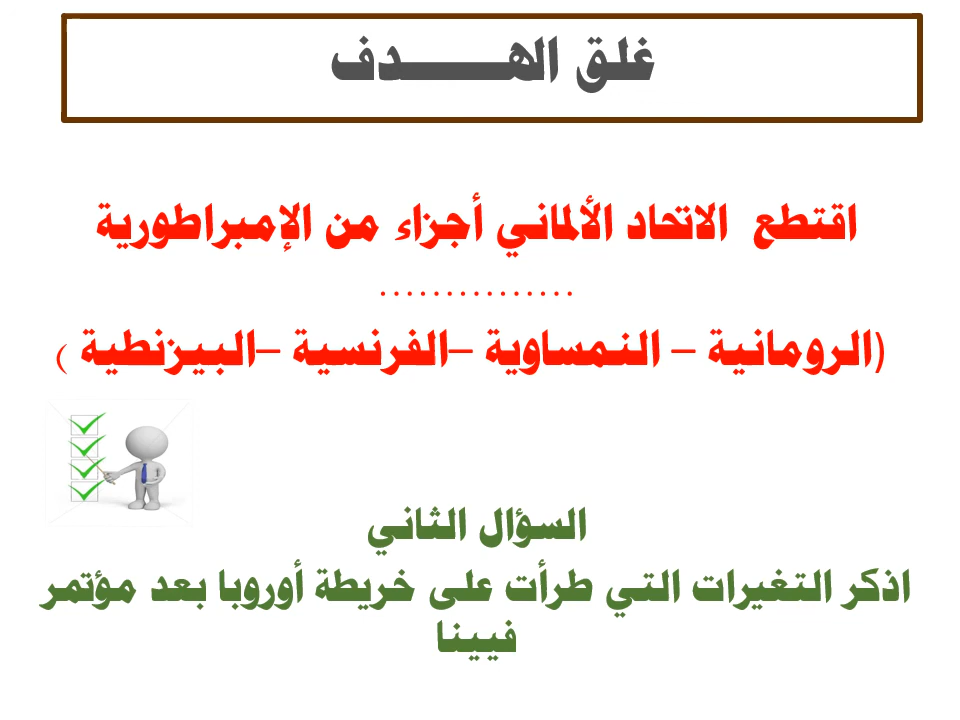 غلق الهـــــــدف
اقتطع الاتحاد الألماني أجزاء من الإمبراطورية
...............
(الرومانية – النمساوية –الفرنسية –البيزنطية )
السؤال الثاني
اذكر التغيرات التي طرأت على خريطة أوروبا بعد مؤتمر
فيينا